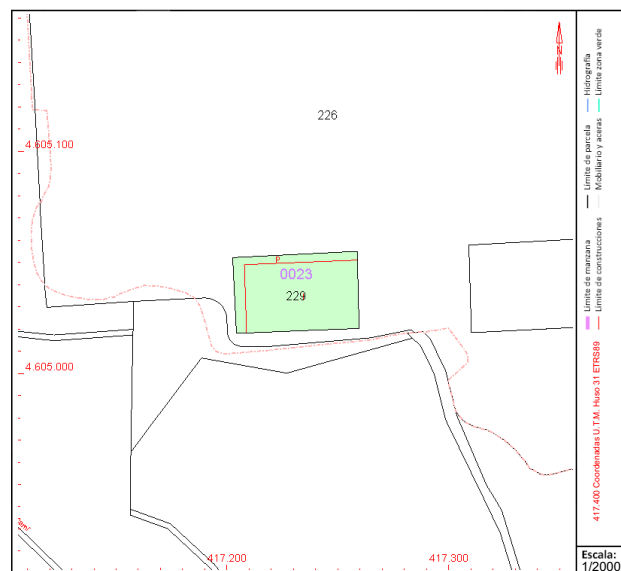 226
4.605.100
P
0023
229
4.605.000
417.200
417.300
N
Límite de manzana
Límite de construcciones
Límite de parcela
Mobiliario y aceras
Hidrografía
Límite zona verde
417.400 Coordenadas U.T.M. Huso 31 ETRS89
Escala:
1/2000